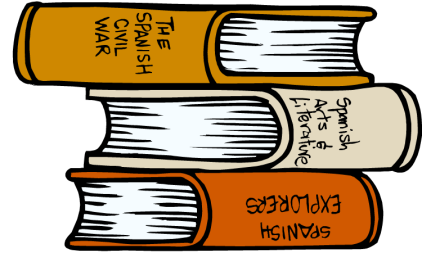 THE
SPANISH
CIVIL
WAR
Spanish
Arts &
Literature
SPANISH
EXPLORERS